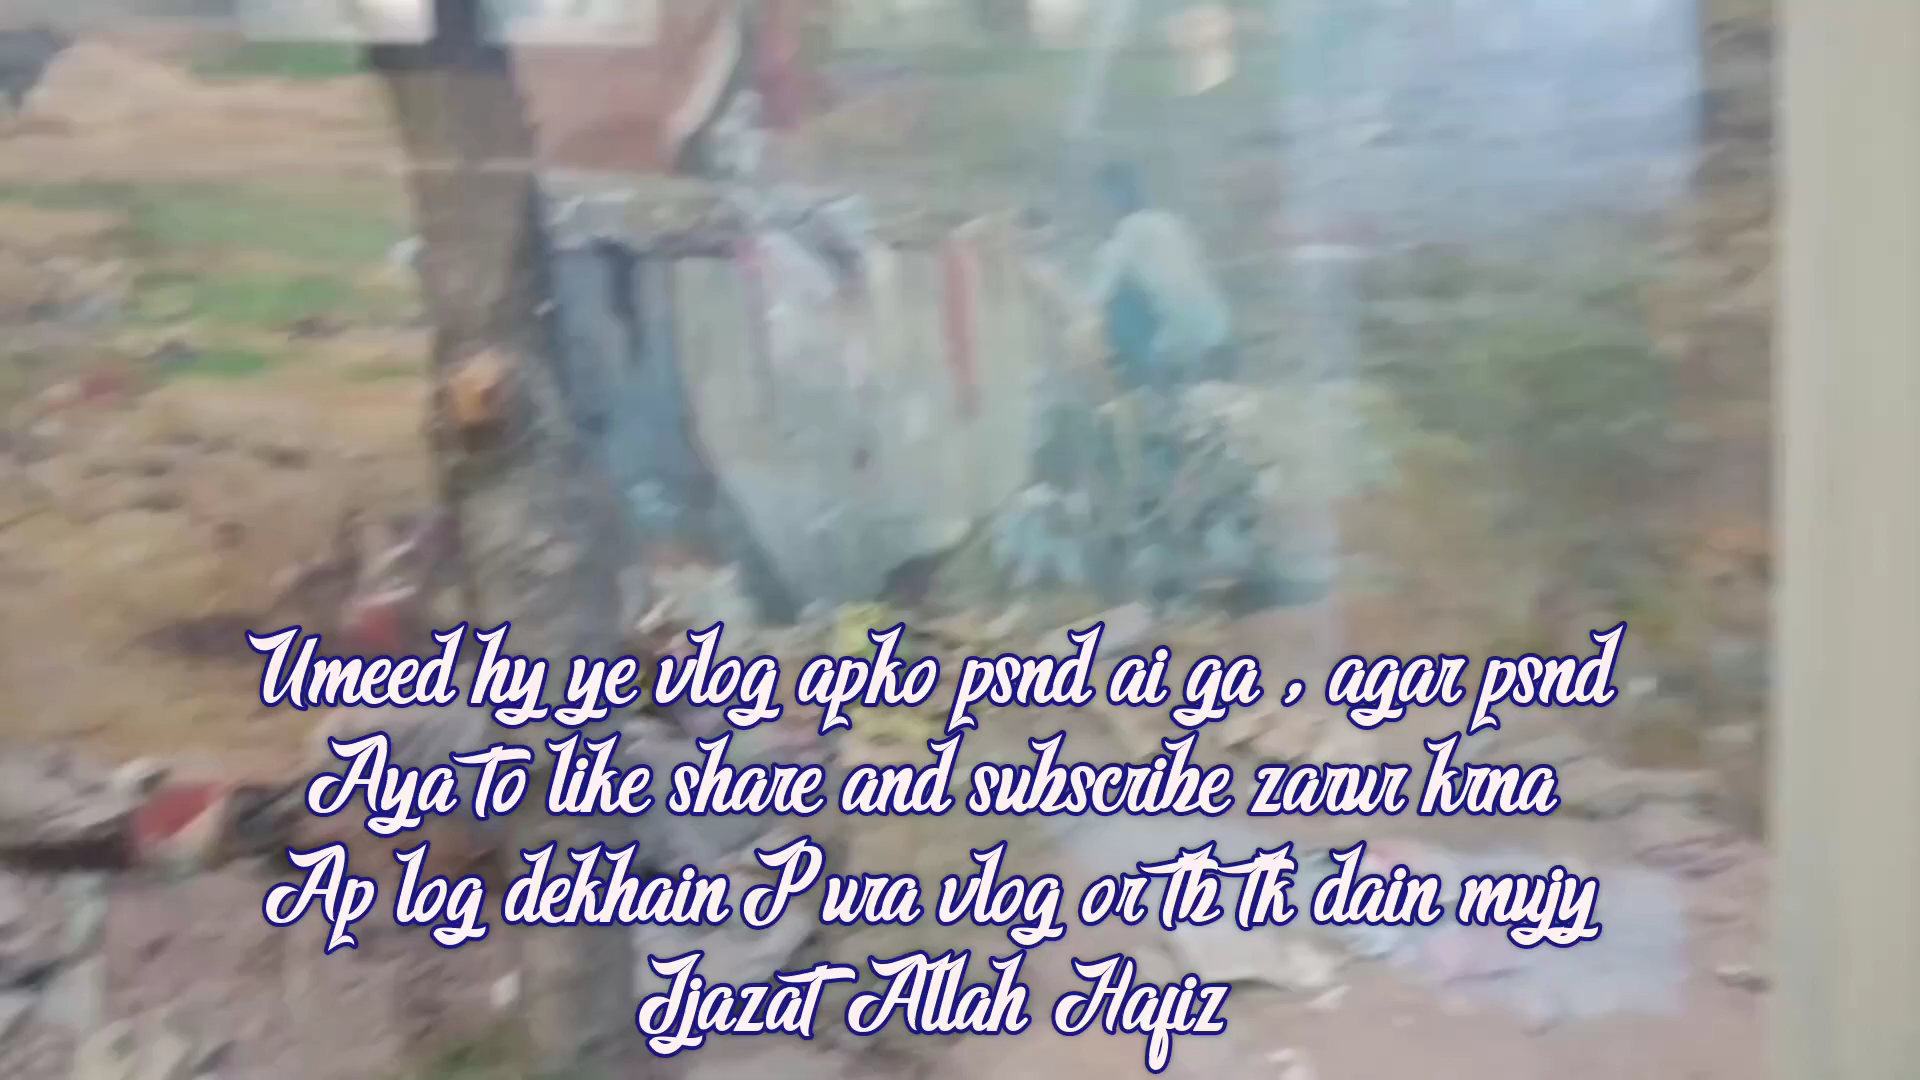 Umeed hy ye vlog apko psnd ai ga , agar psnd
Aya to like share and subscribe zarur krna
Ap log dekhain Pura vlog or tb tk dain mujy
Ijazat Allah Hafiz